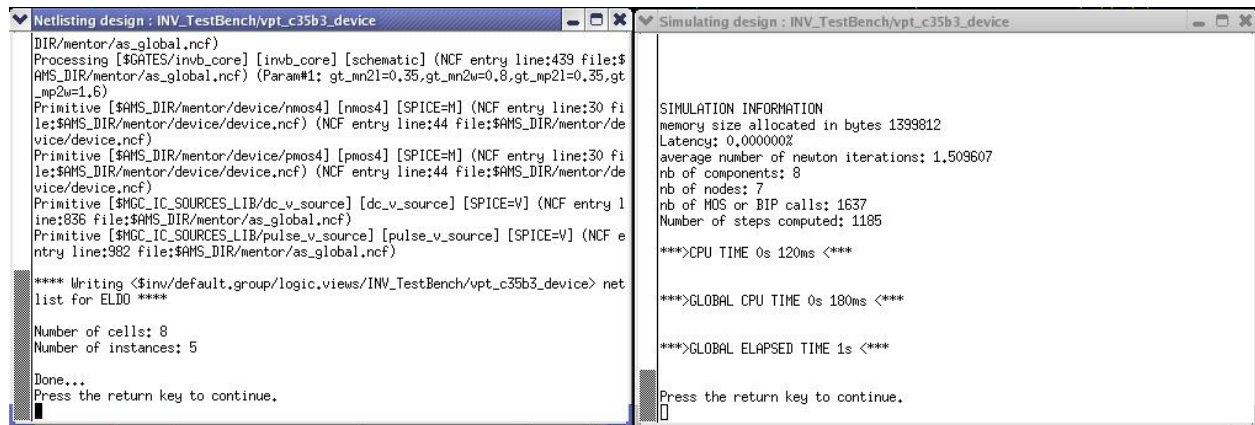 Netlisting design : INV_TestBench/vpt_c35b3_device
DIR/mentor/as_global.ncf)
Processing [$GATES/invb_core] [invb_core] [schematic] (NCF entry line:439 file:$
AMS_DIR/mentor/as_global.ncf) (Param#1: gt_mn2l=0.35,gt_mn2w=0.8,gt_mp2l=0.35,gt
_mp2w=1.6)
Primitive [$AMS_DIR/mentor/device/nmos4] [nmos4] [SPICE=M] (NCF entry line:30 fi
le:$AMS_DIR/mentor/device/device.ncf) (NCF entry line:44 file:$AMS_DIR/mentor/de
vice/device.ncf)
Primitive [$AMS_DIR/mentor/device/pmos4] [pmos4] [SPICE=M] (NCF entry line:30 fi
le:$AMS_DIR/mentor/device/device.ncf) (NCF entry line:44 file:$AMS_DIR/mentor/de
vice/device.ncf)
Primitive [$MGC_IC_SOURCES_LIB/dc_v_source] [dc_v_source] [SPICE=V] (NCF entry l
ine:836 file:$AMS_DIR/mentor/as_global.ncf)
Primitive [$MGC_IC_SOURCES_LIB/pulse_v_source] [pulse_v_source] [SPICE=V] (NCF e
ntry line:982 file:$AMS_DIR/mentor/as_global.ncf)
**** Writing <$inv/default.group/logic.views/INV_TestBench/vpt_c35b3_device> net
list for ELDO ****
Number of cells: 8
Number of instances: 5
Done...
Press the return key to continue.
Simulating design : INV_TestBench/vpt_c35b3_device
SIMULATION INFORMATION
memory size allocated in bytes 1399812
Latency: 0.000000%
average number of newton iterations: 1.509607
nb of components: 8
nb of nodes: 7
nb of MOS or BIP calls: 1637
Number of steps computed: 1185
***>CPU TIME 0s 120ms <***
***>GLOBAL CPU TIME 0s 180ms <***
***>GLOBAL ELAPSED TIME 1s <***
Press the return key to continue.